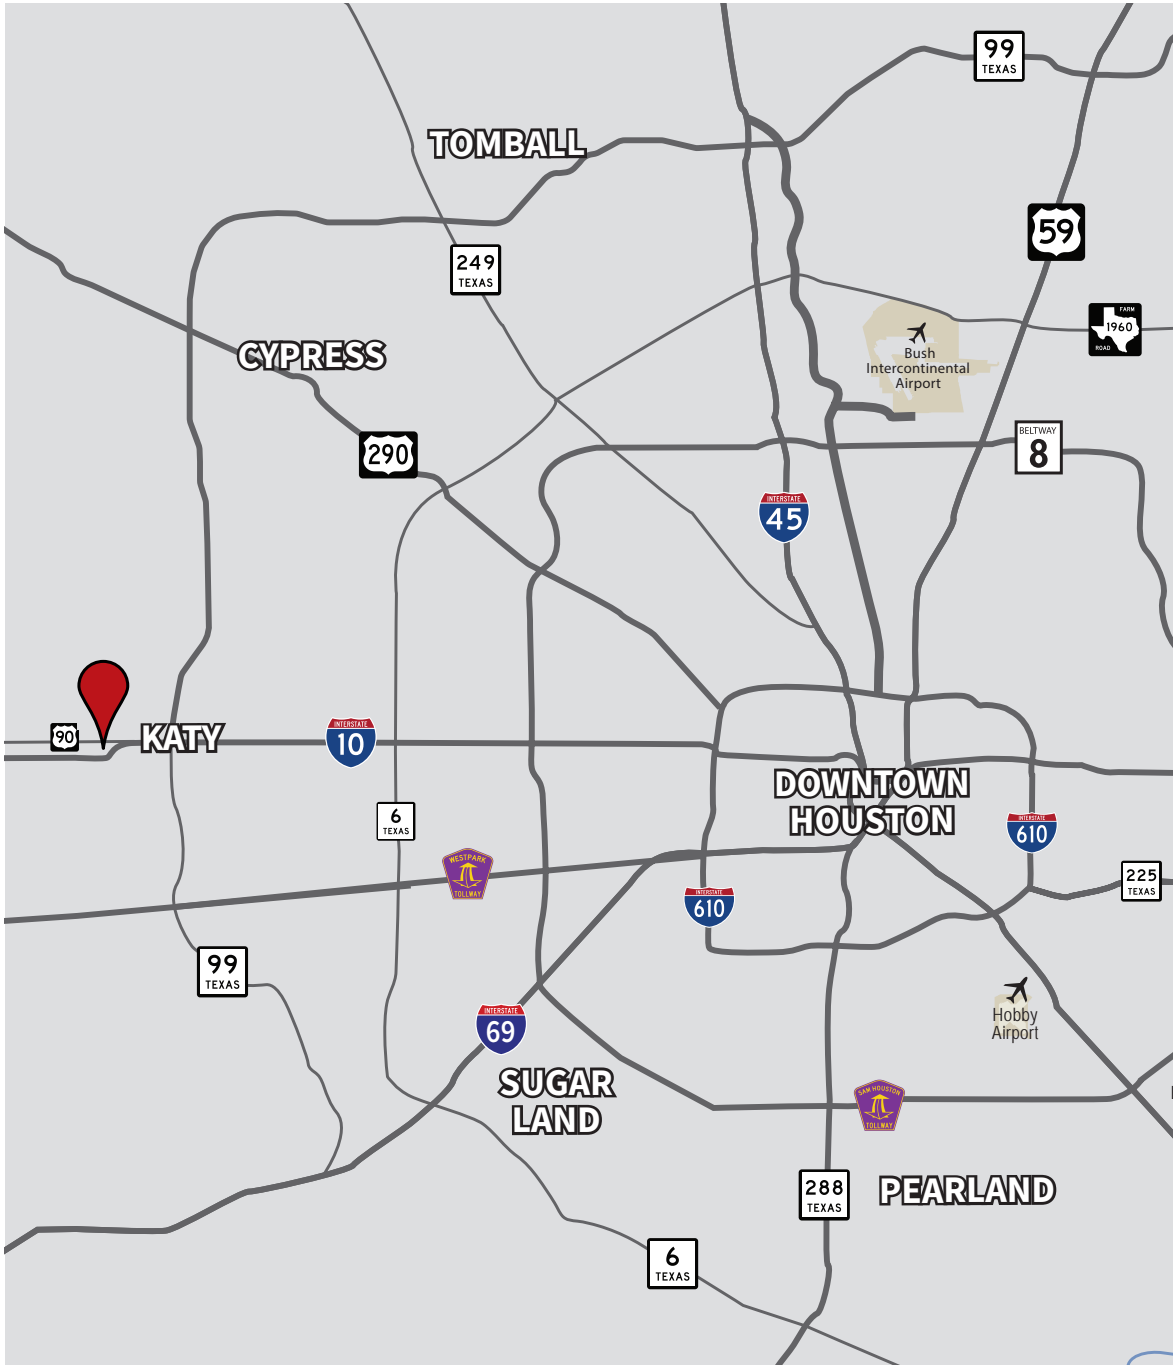 99
TEXAS
TOMBALL
59
249
TEXAS
FARM
1960
ROAD
Bush
Intercontinental
Airport
CYPRESS
BELTWAY
8
290
INTERSTATE
45
90
KATY
INTERSTATE
10
DOWNTOWN
HOUSTON
6
TEXAS
INTERSTATE
610
WESTPARK
TOLLWAY
225
TEXAS
INTERSTATE
610
99
TEXAS
Hobby
Airport
INTERSTATE
69
SUGAR
LAND
SAM HOUSTON
TOLLWAY
288
TEXAS
PEARLAND
6
TEXAS